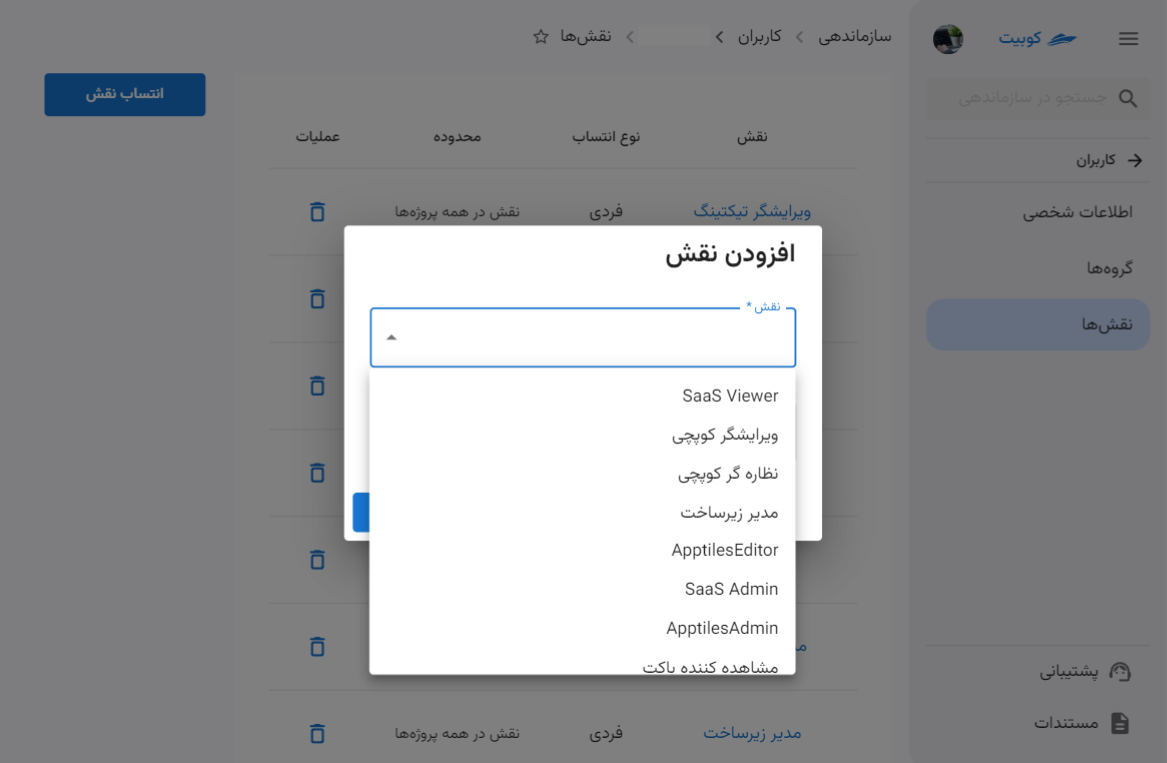 کوبیت
سازماندهی > کاربران > > نقش‌ها
جستجو در سازماندهی
کاربران
اطلاعات شخصی
گروه‌ها
نقش‌ها
پشتیبانی
مستندات
انتساب نقش
نقش نوع انتساب محدوده عملیات
ویرایشگر تیکتینگ فردی نقش در همه پروژه‌ها
افزودن نقش
نقش *
SaaS Viewer
ویرایشگر کوپچی
نظاره گر کوپچی
مدیر زیرساخت
ApptilesEditor
SaaS Admin
ApptilesAdmin
مشاهده کننده باکت
مدیر زیرساخت فردی نقش در همه پروژه‌ها